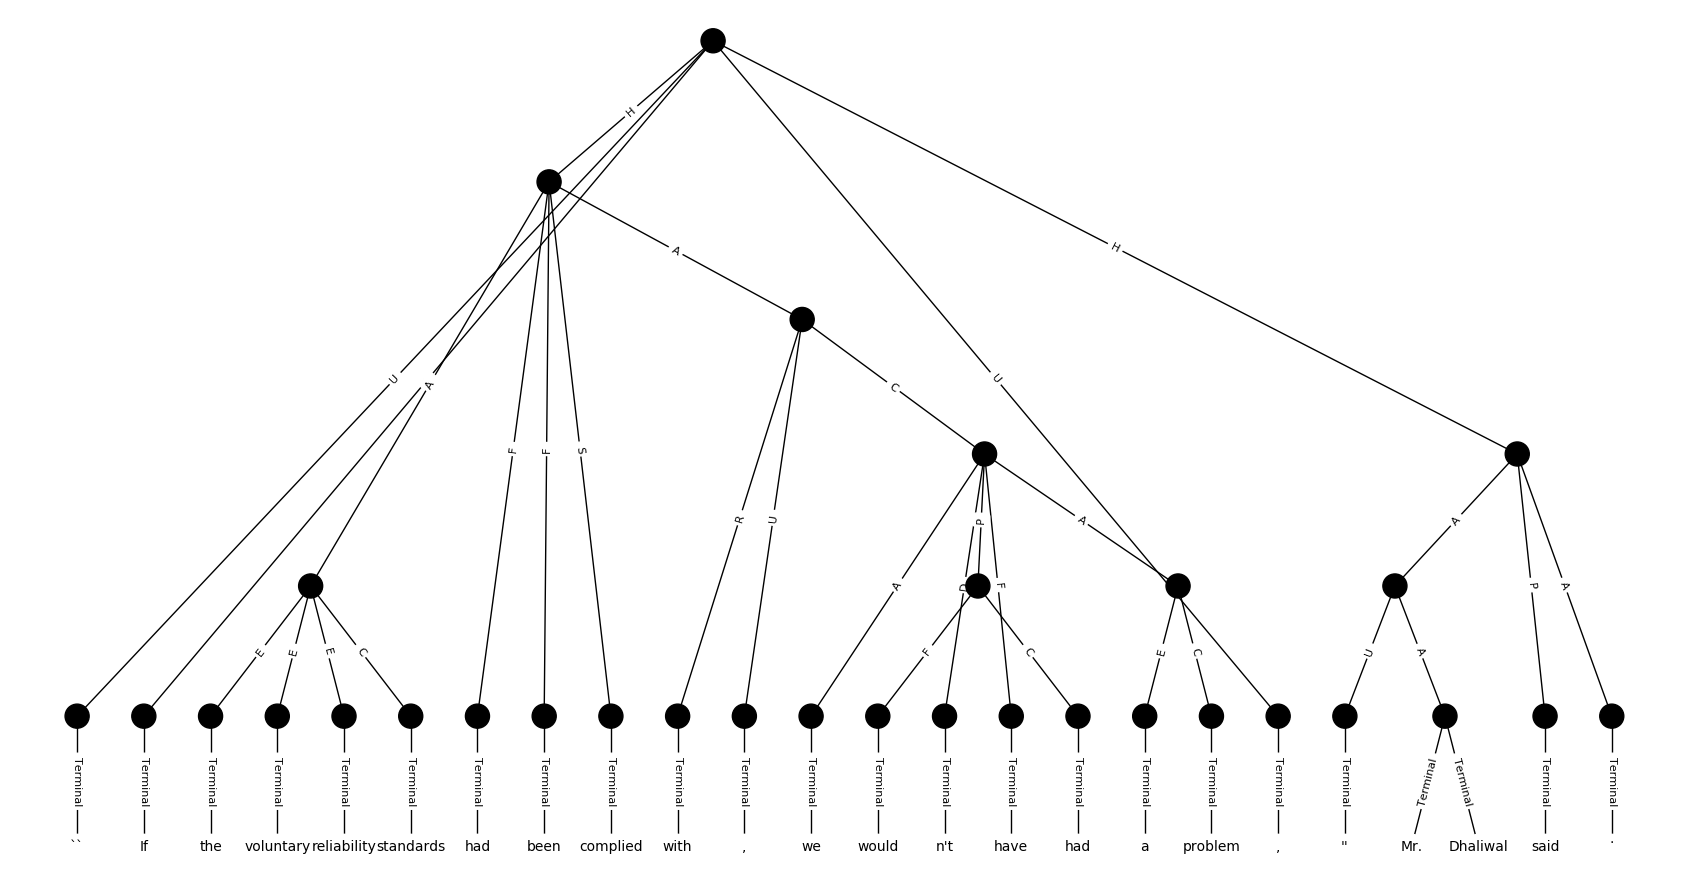 H
A
H
U
A
U
C
F
F
S
R
U
P
A
A
D
F
A
P
A
E
E
E
C
F
C
E
C
U
A
Terminal Terminal Terminal Terminal Terminal Terminal Terminal Terminal Terminal Terminal Terminal Terminal Terminal Terminal Terminal Terminal Terminal Terminal Terminal Terminal Terminal Terminal Terminal Terminal
`` If the voluntary reliability standards had been complied with , we would n't have had a problem , " Mr. Dhaliwal said .